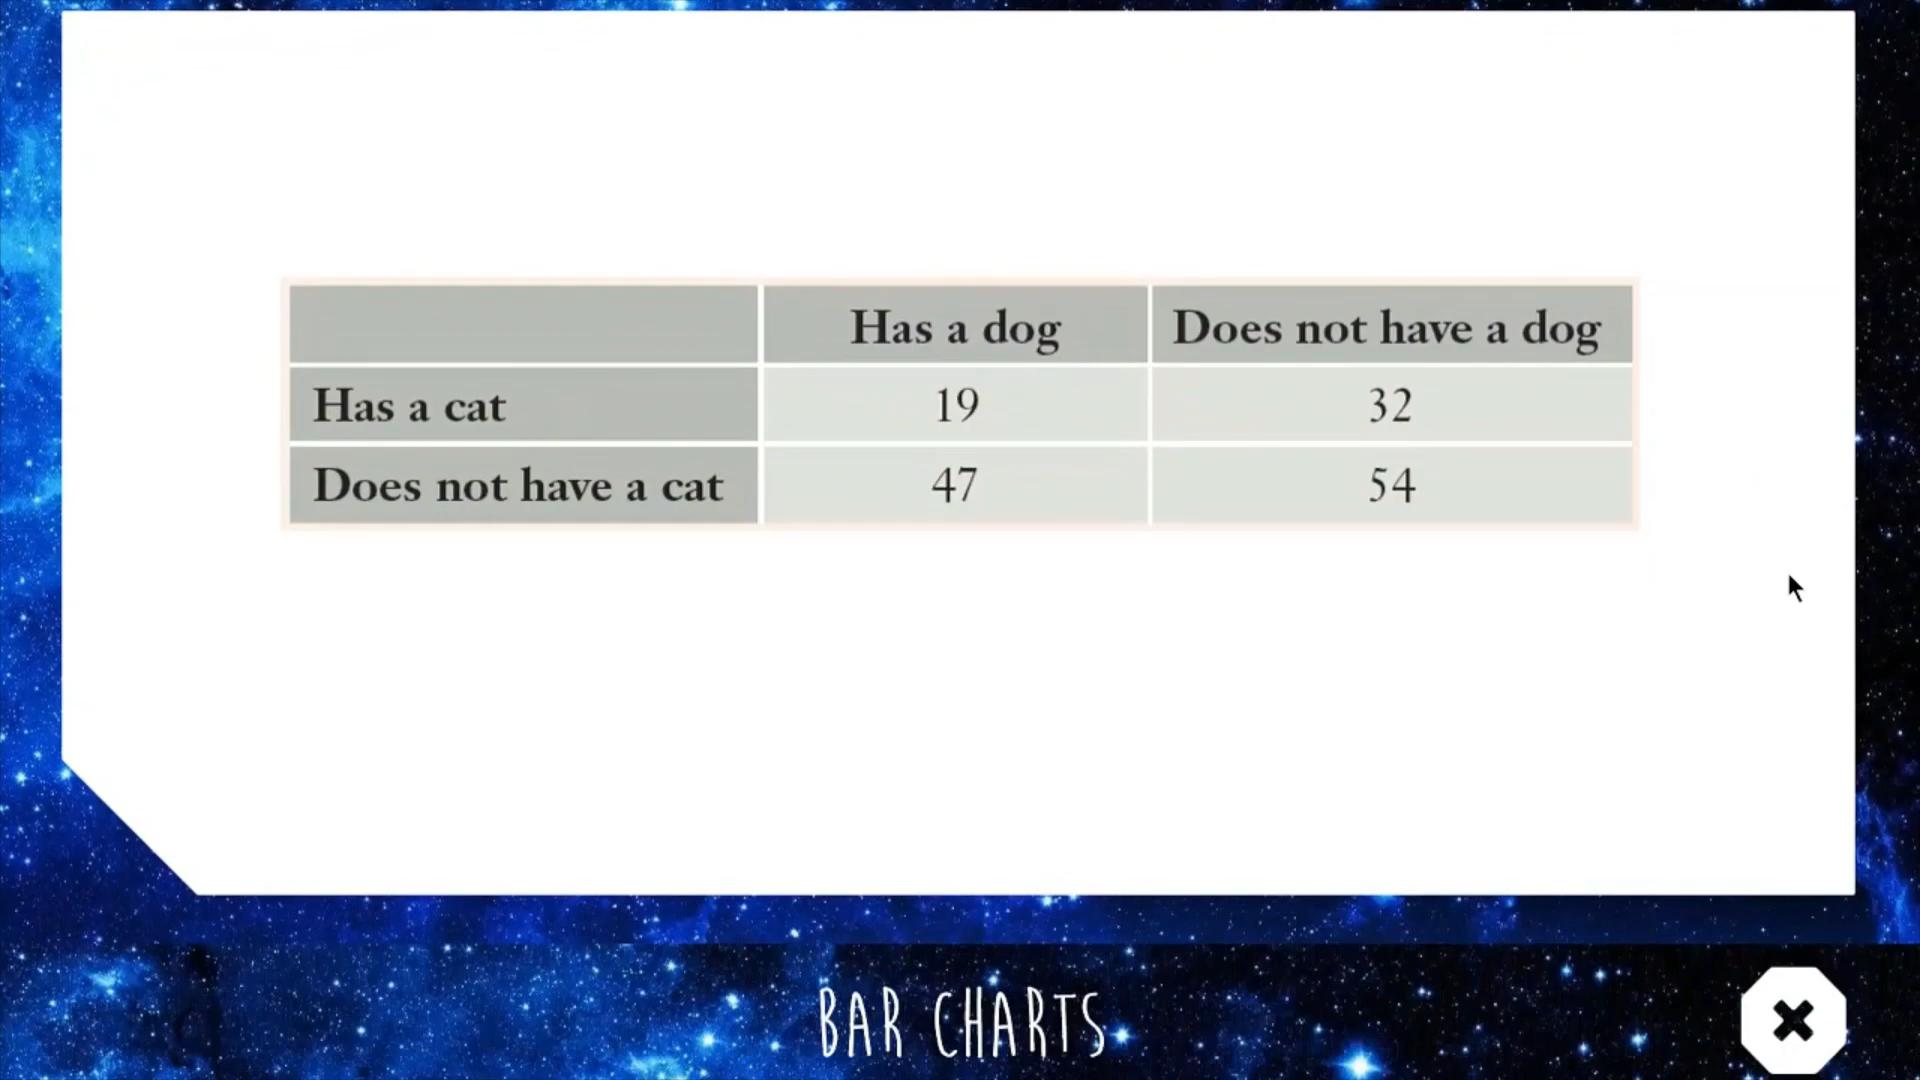 Has a dog Does not have a dog
Has a cat 19 32
Does not have a cat 47 54
BAR CHARTS